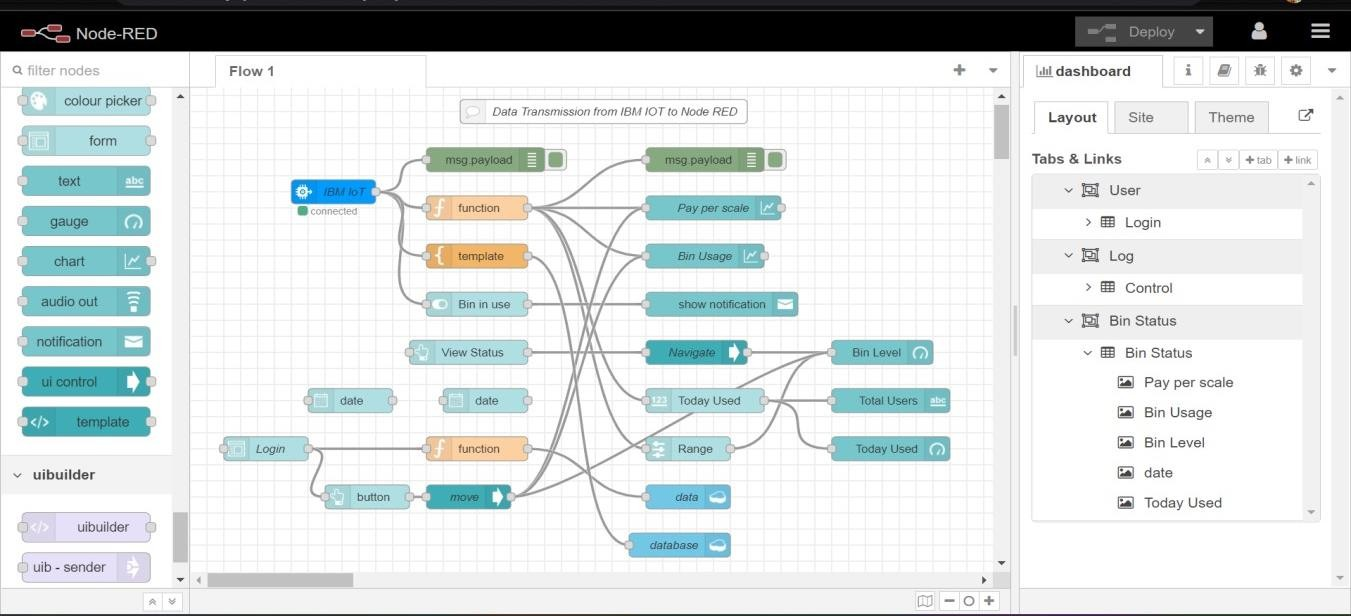 Node-RED
Deploy
filter nodes
Flow 1
dashboard
i
colour picker
form
text
abc
gauge
chart
audio out
notification
ui control
</> template
uibuilder
</> uibuilder
uib - sender
Data Transmission from IBM IOT to Node RED
msg.payload
msg.payload
IBM IoT
connected
f function
Pay per scale
{ template
Bin Usage
Bin in use
show notification
View Status
Navigate
Bin Level
date
date
123 Today Used
Total Users abc
Login
f function
Range
Today Used
button
move
data
database
Layout
Site
Theme
Tabs & Links
+ tab
+ link
User
Login
Log
Control
Bin Status
Bin Status
Pay per scale
Bin Usage
Bin Level
date
Today Used